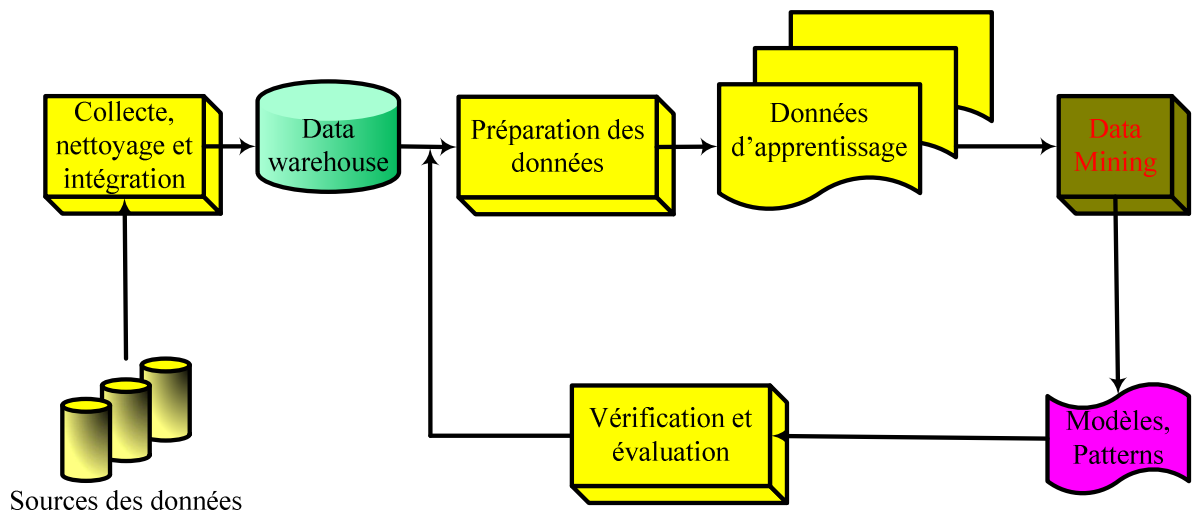 Collecte,
nettoyage et
intégration
Data
warehouse
Préparation des
données
Données
d’apprentissage
Data
Mining
Modèles,
Patterns
Vérification et
évaluation
Sources des données